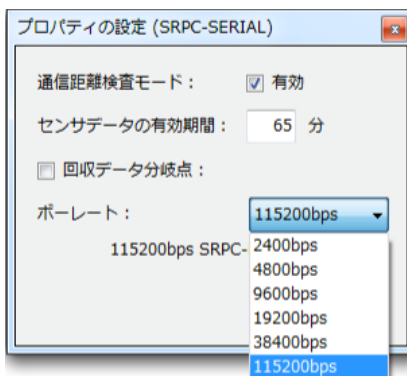 プロパティの設定 (SRPC-SERIAL)
通信距離検査モード： 有効
センサデータの有効期間： 65 分
回収データ分岐点：
ボーレート： 115200bps
115200bps SRPC-
2400bps
4800bps
9600bps
19200bps
38400bps
115200bps